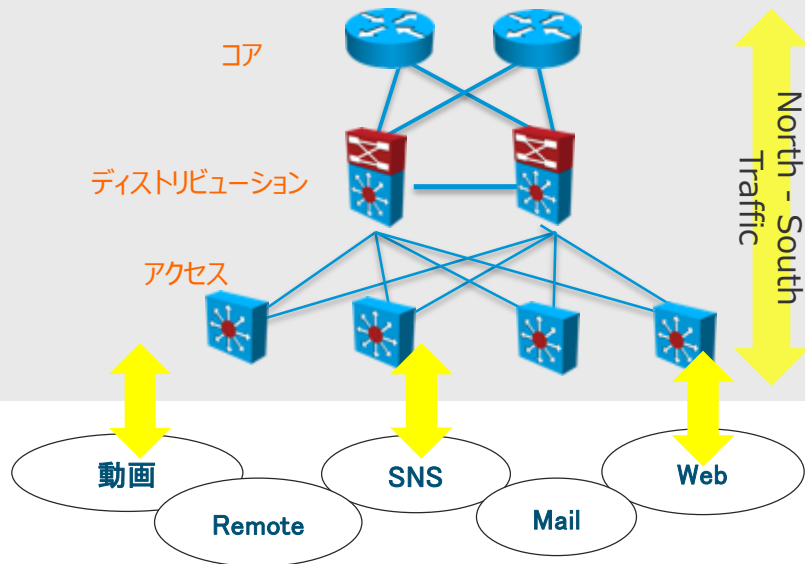 コア
ディストリビューション
アクセス
North - South
Traffic
動画
SNS
Web
Remote
Mail